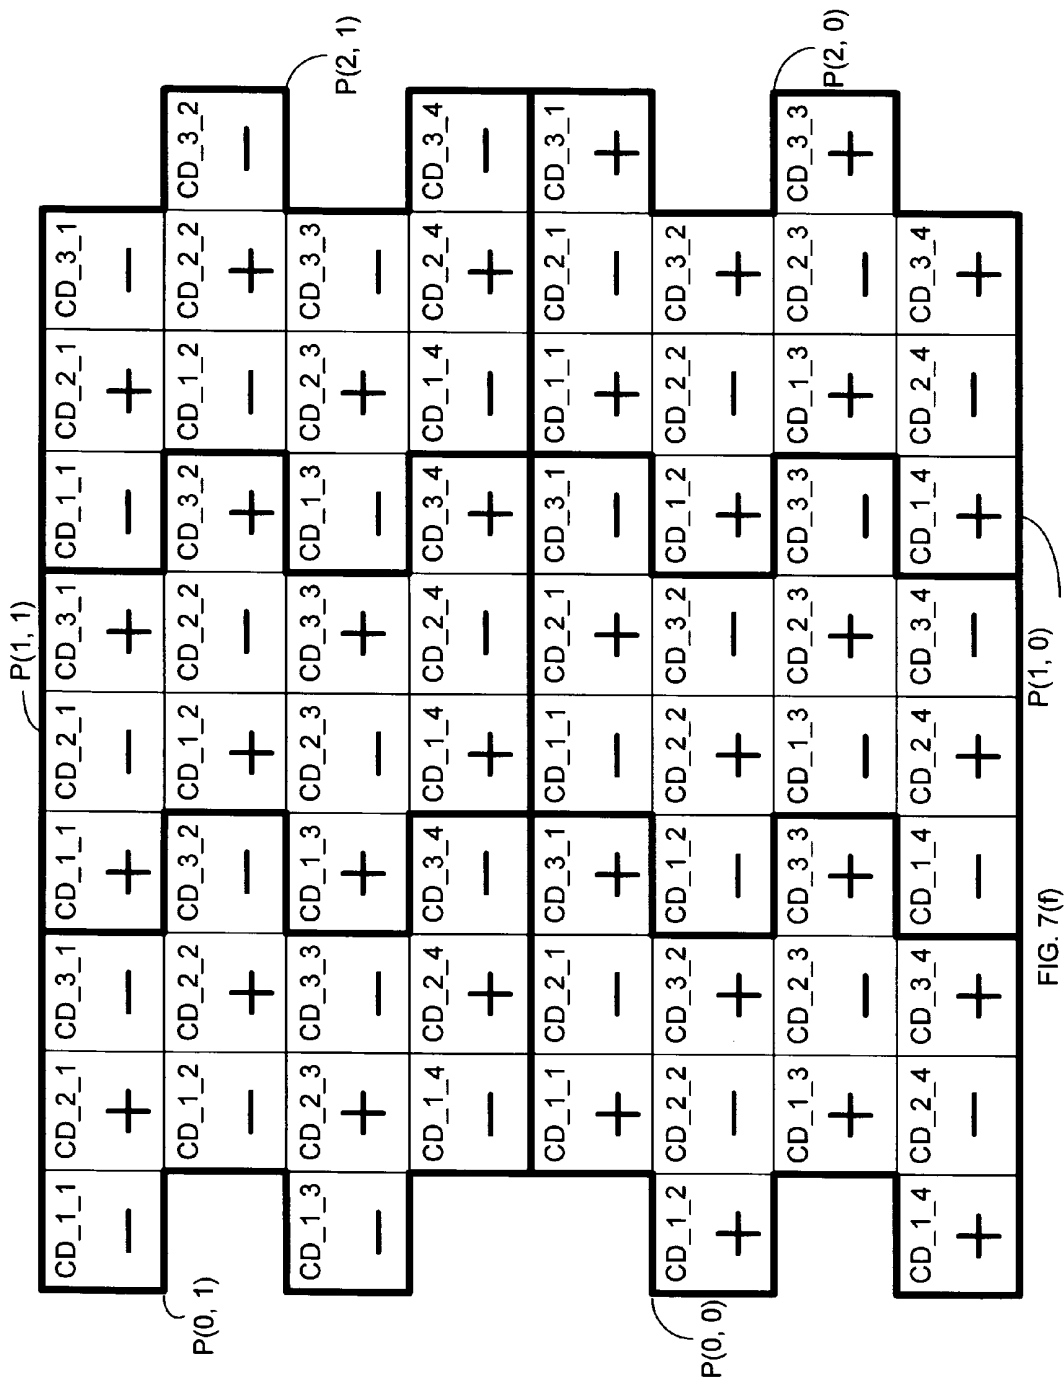 P(1, 1)
CD_1_1 CD_2_1 CD_3_1 CD_1_1 CD_2_1 CD_3_1 CD_1_1 CD_2_1 CD_3_1
− + − + − + − + −
P(0, 1)
CD_1_2 CD_2_2 CD_3_2 CD_1_2 CD_2_2 CD_3_2 CD_1_2 CD_2_2 CD_3_2
− + − + − + − + −
P(2, 1)
CD_1_3 CD_2_3 CD_3_3 CD_1_3 CD_2_3 CD_3_3 CD_1_3 CD_2_3 CD_3_3
− + − + − + − + −
CD_1_4 CD_2_4 CD_3_4 CD_1_4 CD_2_4 CD_3_4 CD_1_4 CD_2_4 CD_3_4
− + − + − + − + −
CD_1_1 CD_2_1 CD_3_1 CD_1_1 CD_2_1 CD_3_1 CD_1_1 CD_2_1 CD_3_1
+ − + − + − + − +
P(0, 0)
CD_1_2 CD_2_2 CD_3_2 CD_1_2 CD_2_2 CD_3_2 CD_1_2 CD_2_2 CD_3_2
+ − + − + − + − +
CD_1_3 CD_2_3 CD_3_3 CD_1_3 CD_2_3 CD_3_3 CD_1_3 CD_2_3 CD_3_3
+ − + − + − + − +
P(2, 0)
CD_1_4 CD_2_4 CD_3_4 CD_1_4 CD_2_4 CD_3_4 CD_1_4 CD_2_4 CD_3_4
+ − + − + − + − +
P(1, 0)
FIG. 7(f)